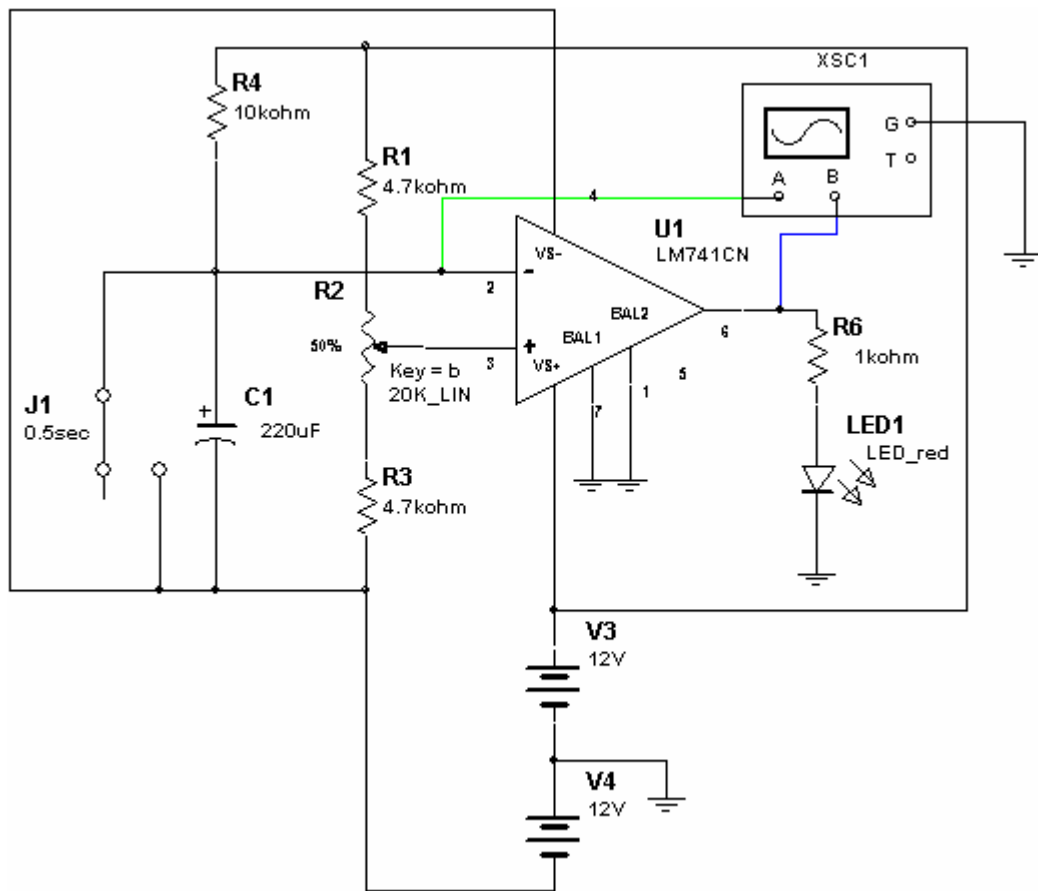 XSC1
R4
10kohm
G
T
A
B
R1
4.7kohm
4
U1
LM741CN
VS-
-
2
R2
BAL2
BAL1
6
R6
1kohm
50%
+
3
VS+
Key = b
20K_LIN
5
1
7
J1
0.5sec
+
C1
220uF
LED1
LED_red
R3
4.7kohm
V3
12V
V4
12V